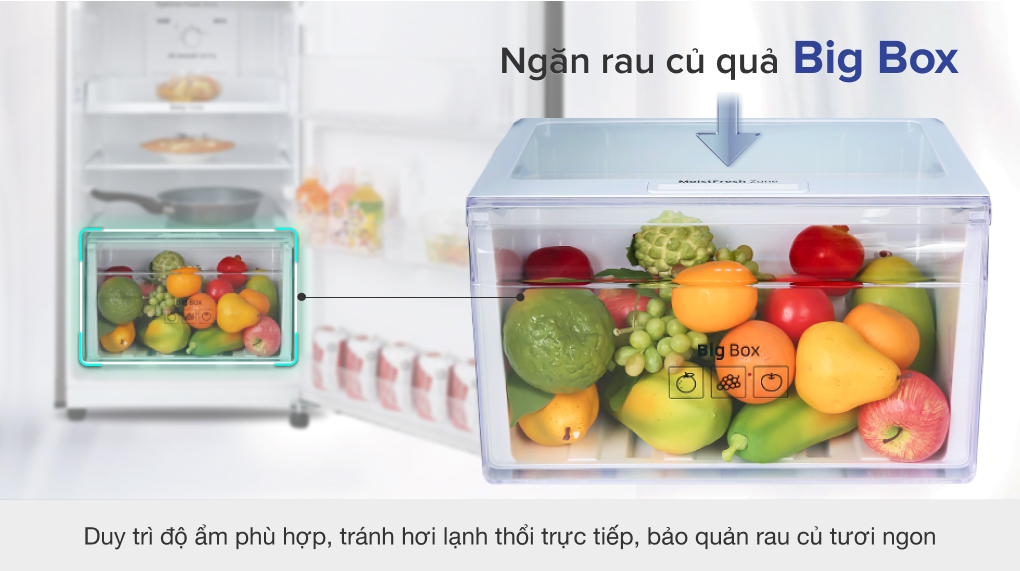 Ngăn rau củ quả Big Box
MoistFresh Zone
Big Box
Big Box
Duy trì độ ẩm phù hợp, tránh hơi lạnh thổi trực tiếp, bảo quản rau củ tươi ngon